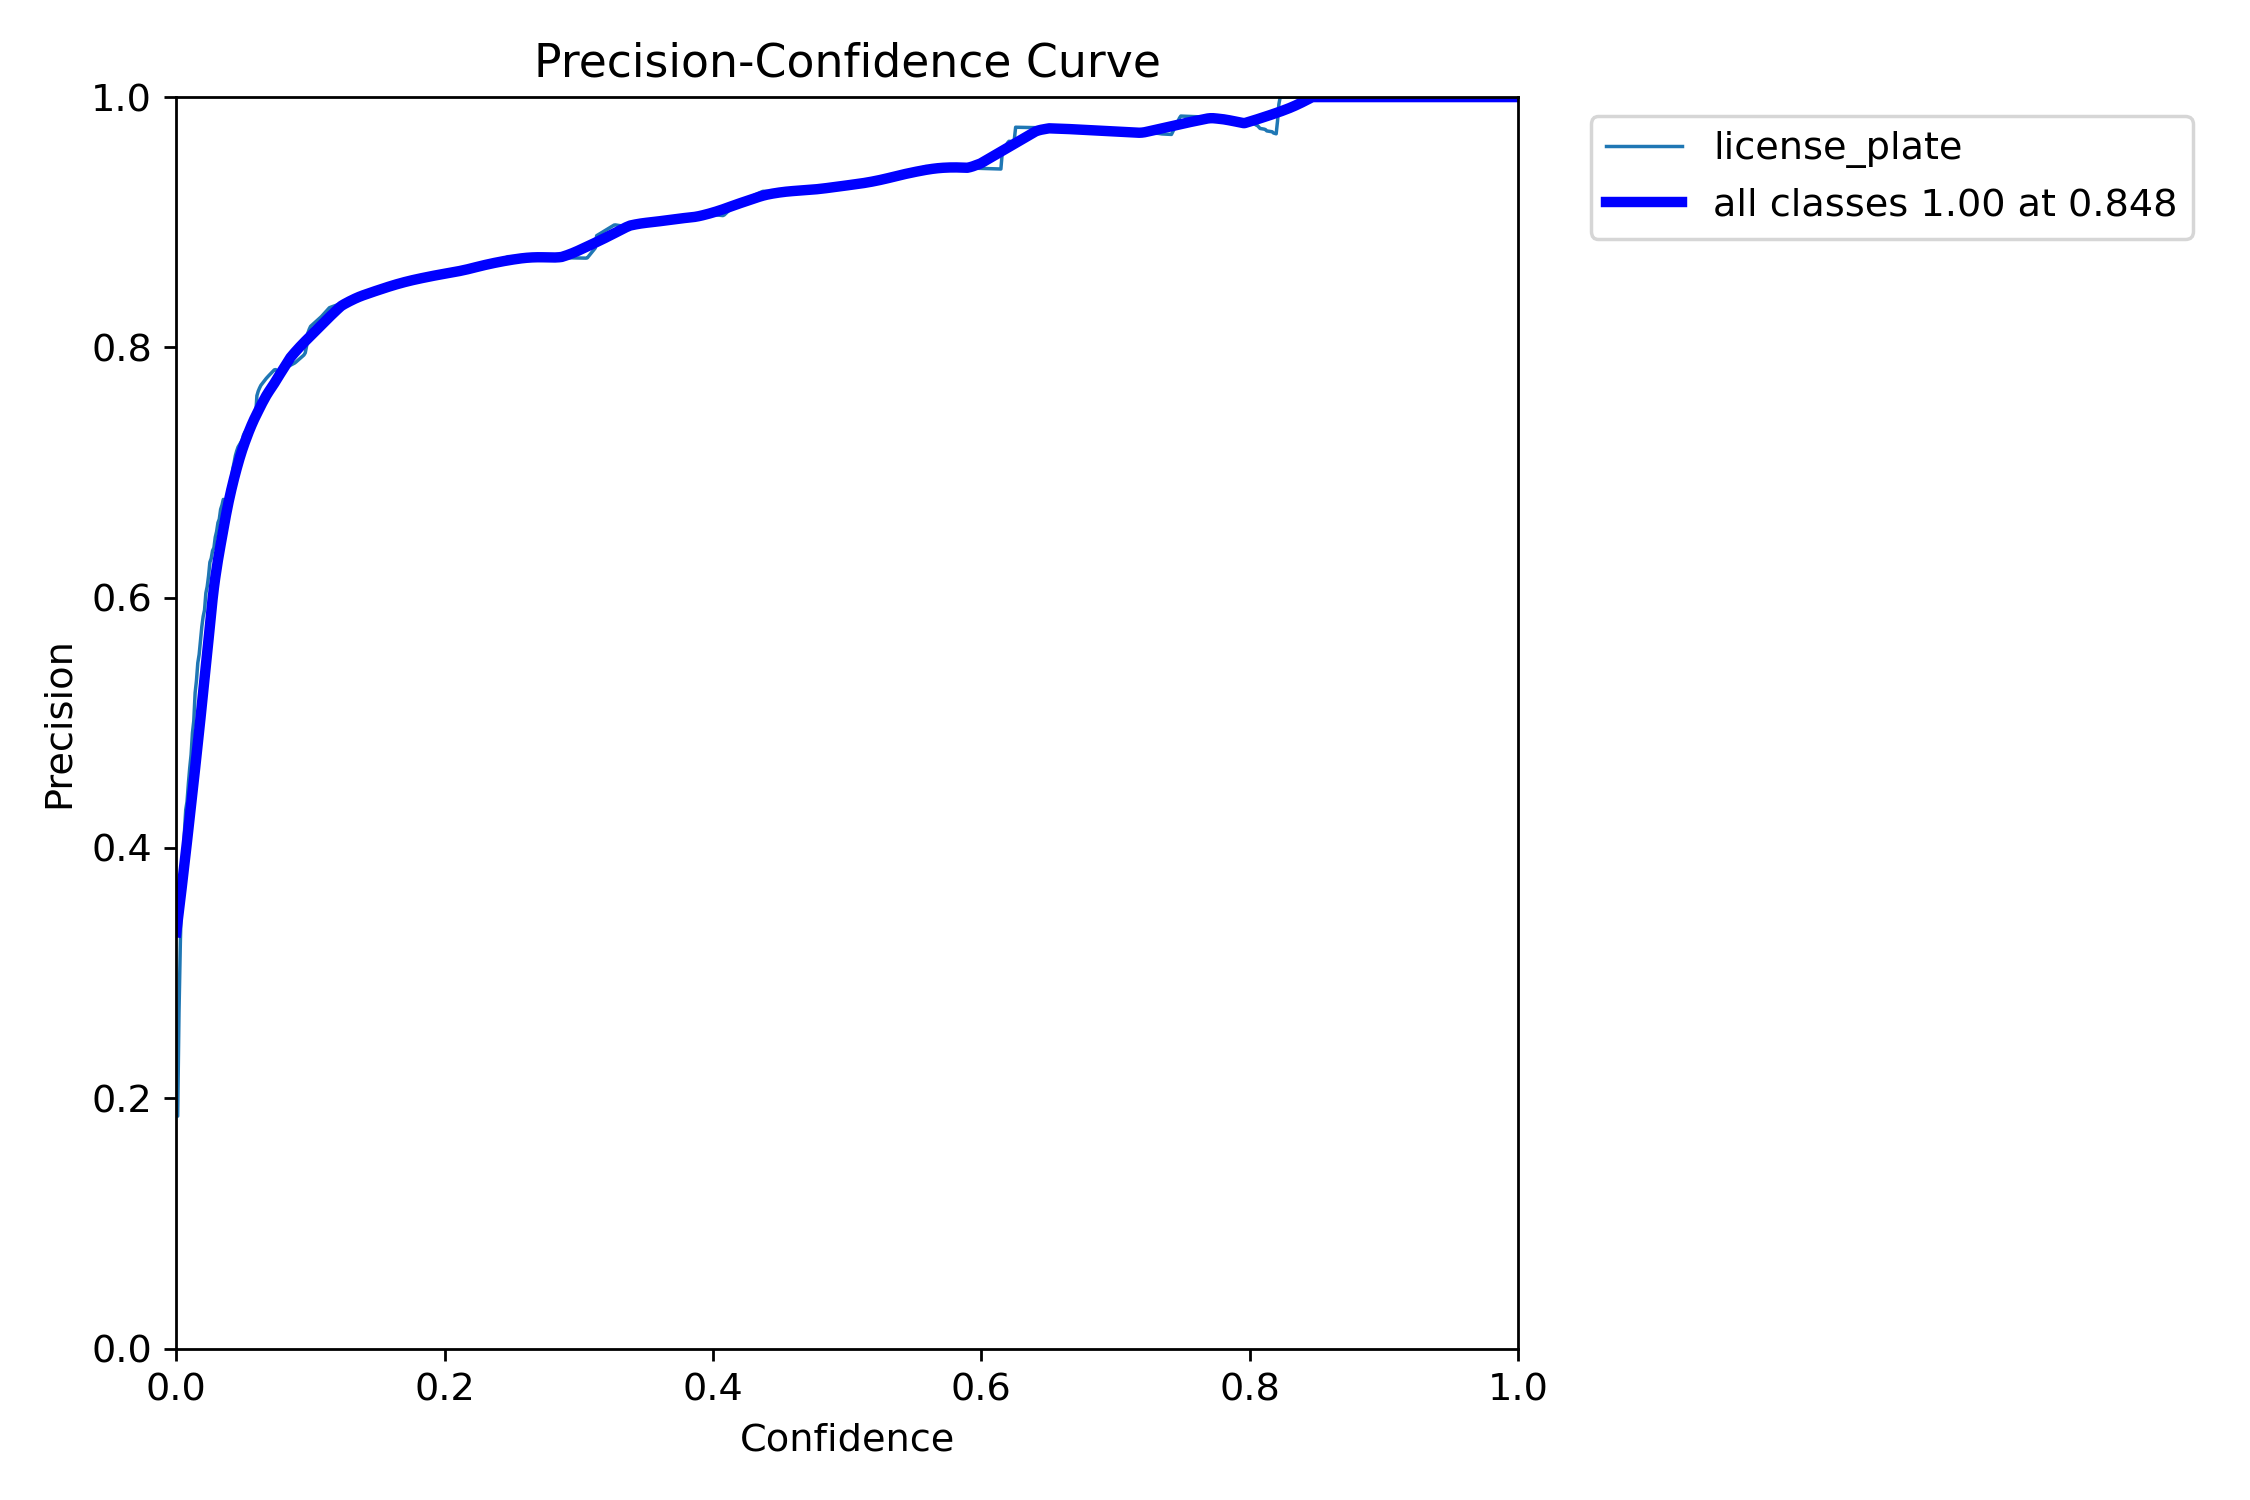 Precision-Confidence Curve
license_plate
all classes 1.00 at 0.848
Precision
1.0
0.8
0.6
0.4
0.2
0.0
0.0 0.2 0.4 0.6 0.8 1.0
Confidence